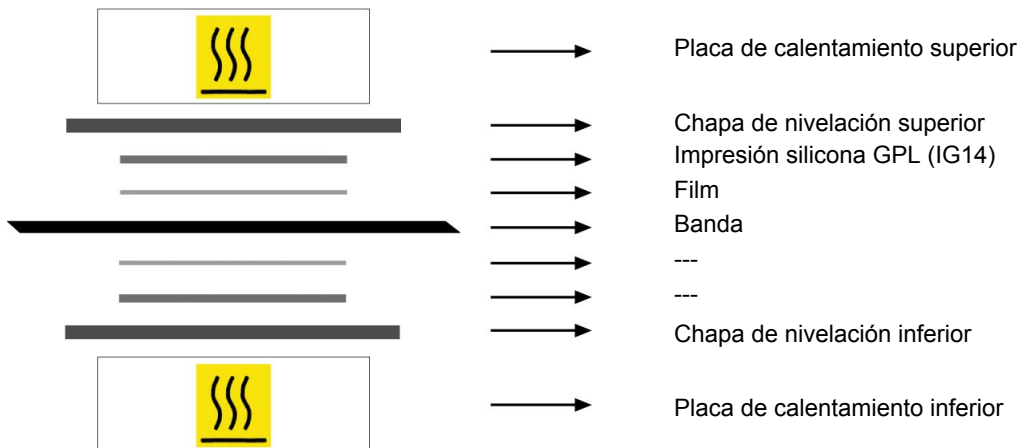 Placa de calentamiento superior
Chapa de nivelación superior
Impresión silicona GPL (IG14)
Film
Banda
---
---
Chapa de nivelación inferior
Placa de calentamiento inferior